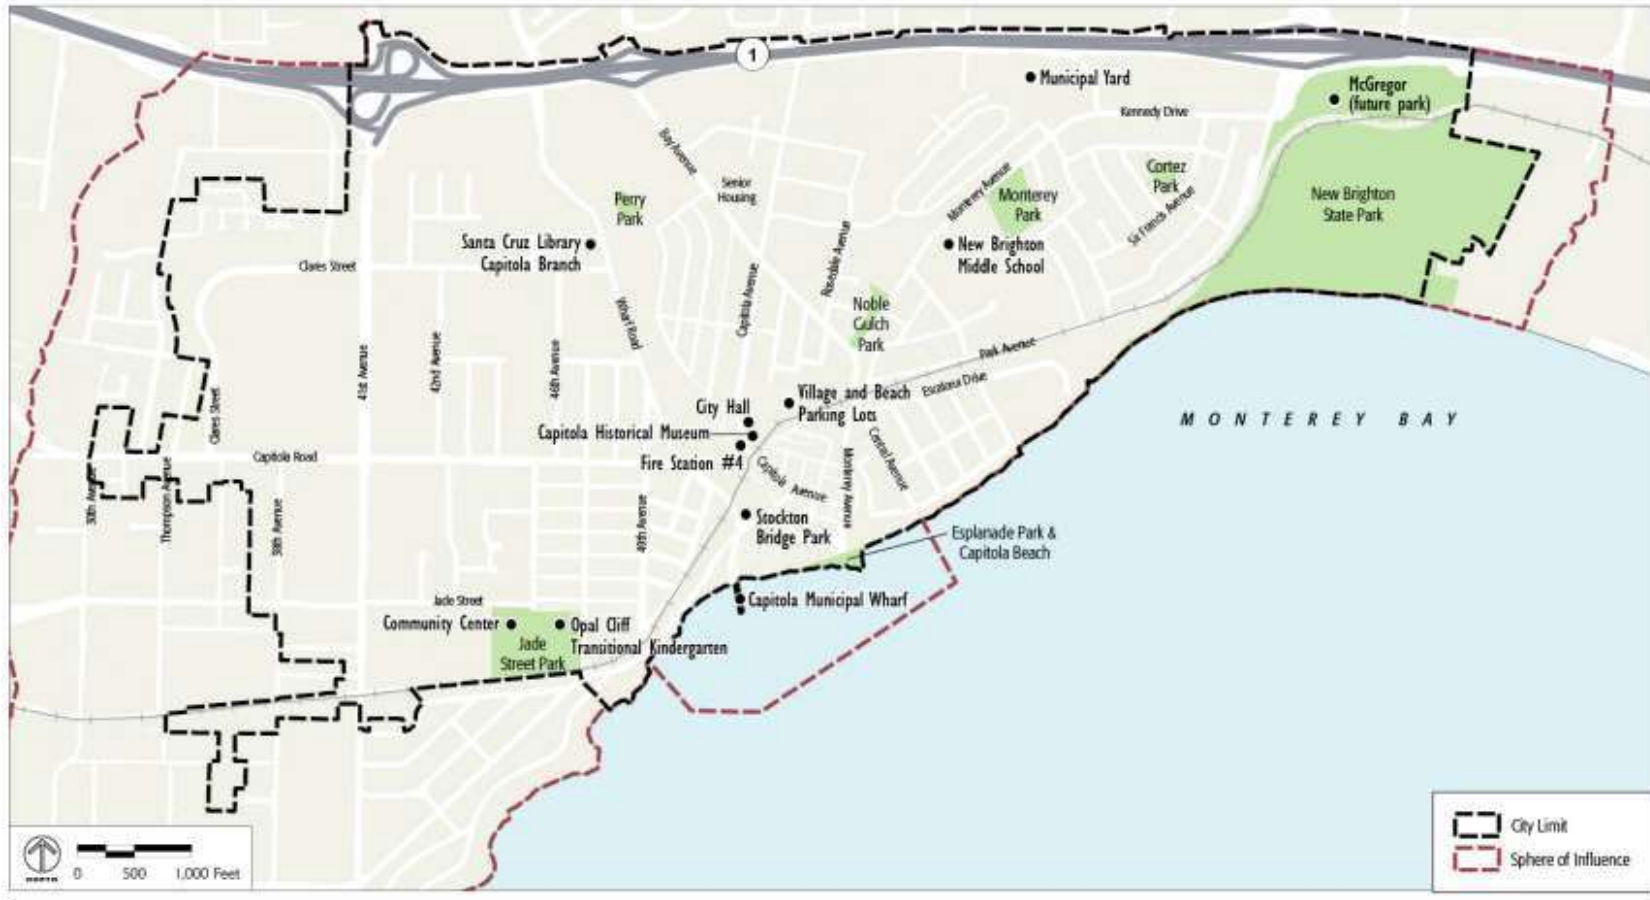 1
Municipal Yard
McGregor
(future park)
Kennedy Drive
Bay Avenue
Senior
Housing
Perry
Park
Monterey Avenue
Monterey
Park
Cortez
Park
Sir Francis Avenue
New Brighton
State Park
Santa Cruz Library
Capitola Branch
New Brighton
Middle School
Rosedale Avenue
Clares Street
Capitola Avenue
Wharf Road
Noble
Gulch
Park
41st Avenue
42nd Avenue
46th Avenue
Park Avenue
Escalona Drive
Clares Street
Village and Beach
Parking Lots
City Hall
Capitola Historical Museum
Fire Station #4
MONTEREY BAY
Capitola Road
Capitola Avenue
Monterey Avenue
Central Avenue
30th Avenue
Thompson Avenue
38th Avenue
49th Avenue
Stockton
Bridge Park
Esplanade Park &
Capitola Beach
Jade Street
Capitola Municipal Wharf
Community Center
Opal Cliff
Transitional Kindergarten
Jade
Street Park
City Limit
Sphere of Influence
NORTH
0 500 1,000 Feet